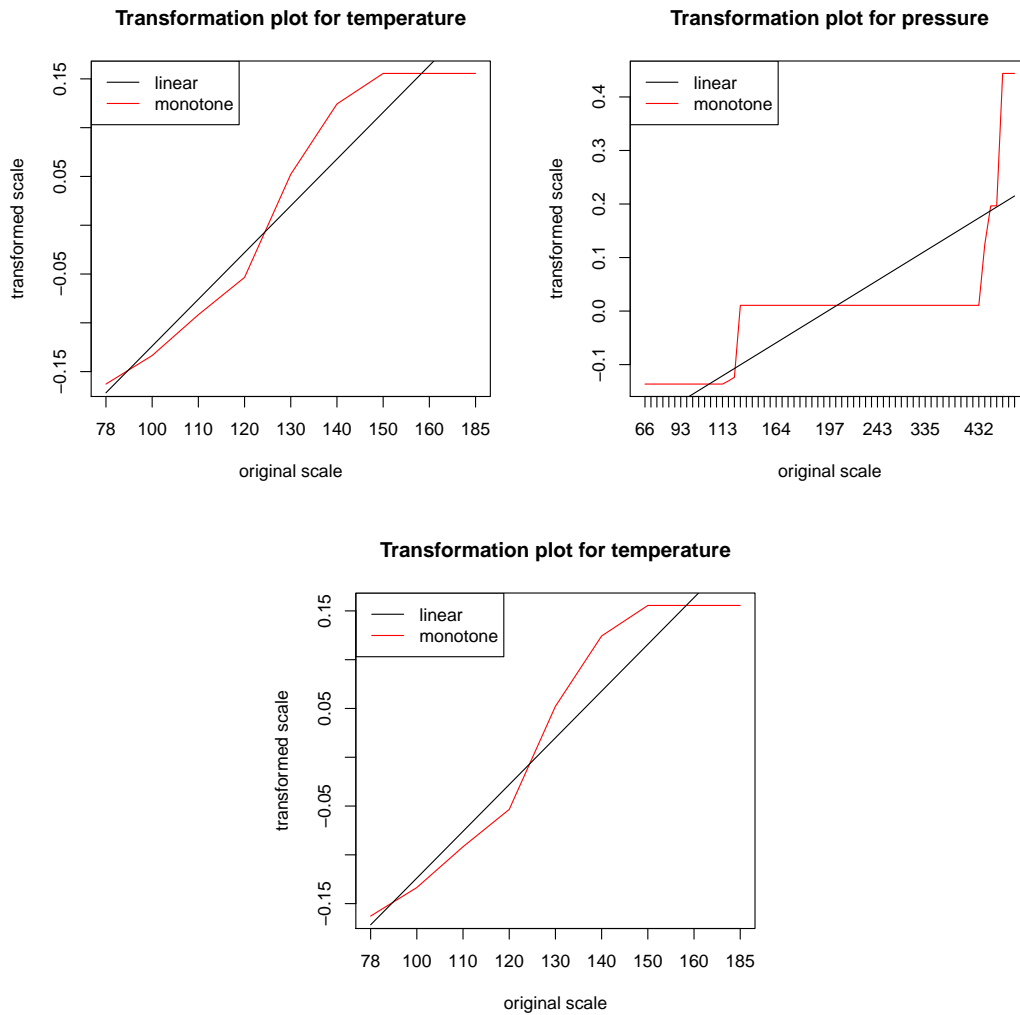 Transformation plot for temperature
linear
monotone
transformed scale
0.15
0.05
−0.05
−0.15
78 100 110 120 130 140 150 160 185
original scale
Transformation plot for pressure
linear
monotone
transformed scale
0.4
0.3
0.2
0.1
0.0
−0.1
66 93 113 164 197 243 335 432
original scale
Transformation plot for temperature
linear
monotone
transformed scale
0.15
0.05
−0.05
−0.15
78 100 110 120 130 140 150 160 185
original scale